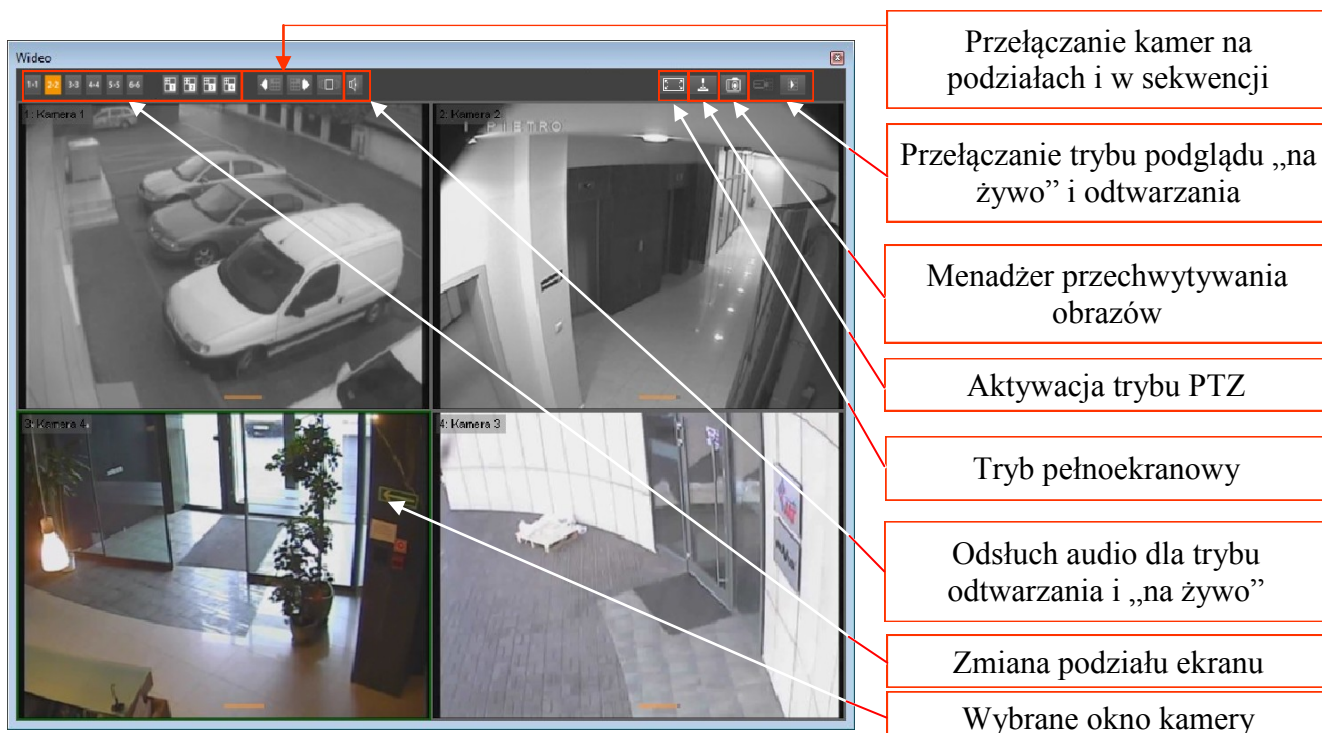 Wideo
1×1 2×2 3×3 4×4 5×5 6×6
1: Kamera 1
2: Kamera 2
PIETRO
3: Kamera 4
4: Kamera 3
Przełączanie kamer na
podziałach i w sekwencji
Przełączanie trybu podglądu „na
żywo” i odtwarzania
Menadżer przechwytywania
obrazów
Aktywacja trybu PTZ
Tryb pełnoekranowy
Odsłuch audio dla trybu
odtwarzania i „na żywo”
Zmiana podziału ekranu
Wybrane okno kamery